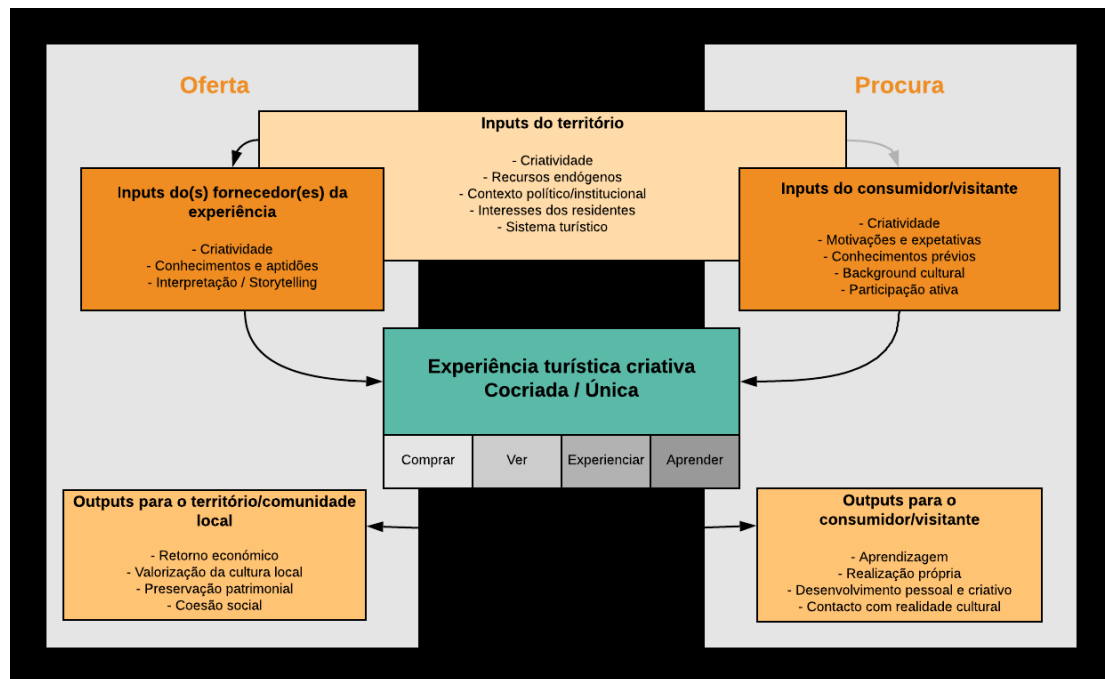 Oferta
Procura
Inputs do território
- Criatividade
- Recursos endógenos
- Contexto político/institucional
- Interesses dos residentes
- Sistema turístico
Inputs do(s) fornecedor(es) da
experiência
- Criatividade
- Conhecimentos e aptidões
- Interpretação / Storytelling
Inputs do consumidor/visitante
- Criatividade
- Motivações e expetativas
- Conhecimentos prévios
- Background cultural
- Participação ativa
Experiência turística criativa
Cocriada / Única
Comprar
Ver
Experienciar
Aprender
Outputs para o território/comunidade
local
- Retorno económico
- Valorização da cultura local
- Preservação patrimonial
- Coesão social
Outputs para o
consumidor/visitante
- Aprendizagem
- Realização própria
- Desenvolvimento pessoal e criativo
- Contacto com realidade cultural